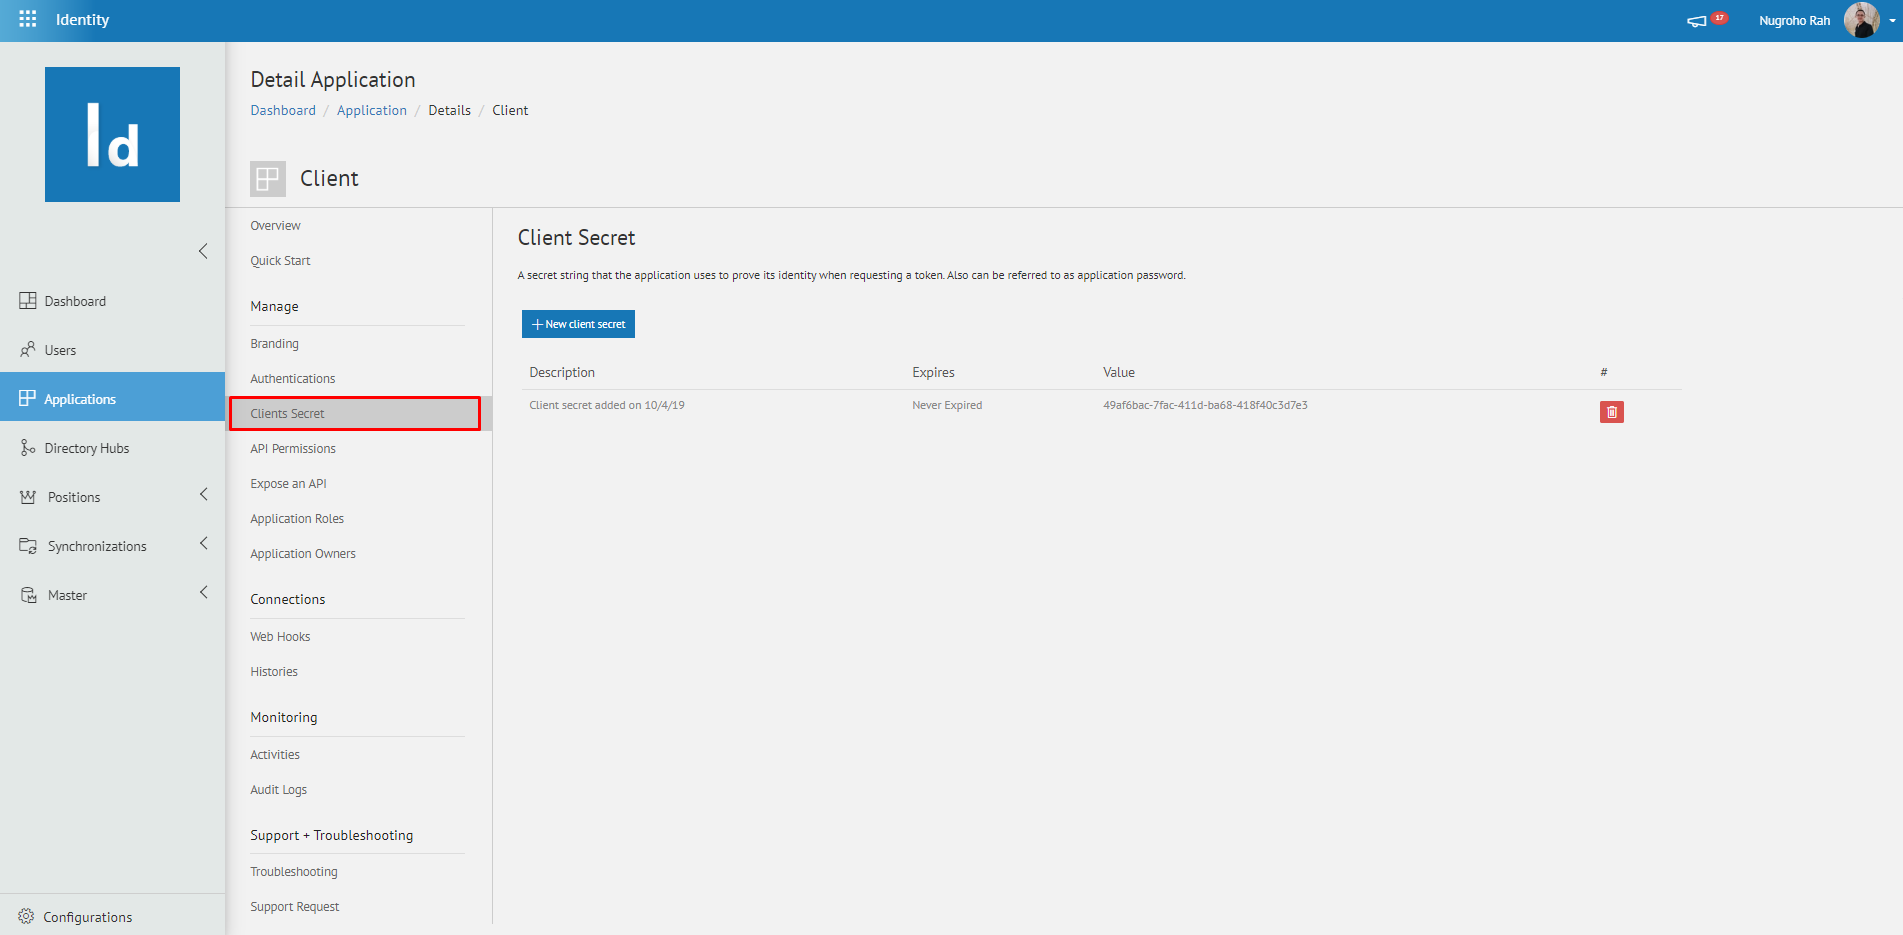 Identity
17
Nugroho Rah
Id
Dashboard
Users
Applications
Directory Hubs
Positions
Synchronizations
Master
Configurations
Detail Application
Dashboard / Application / Details / Client
Client
Overview
Quick Start
Manage
Branding
Authentications
Clients Secret
API Permissions
Expose an API
Application Roles
Application Owners
Connections
Web Hooks
Histories
Monitoring
Activities
Audit Logs
Support + Troubleshooting
Troubleshooting
Support Request
Client Secret
A secret string that the application uses to prove its identity when requesting a token. Also can be referred to as application password.
New client secret
Description Expires Value #
Client secret added on 10/4/19 Never Expired 49af6bac-7fac-411d-ba68-418f40c3d7e3